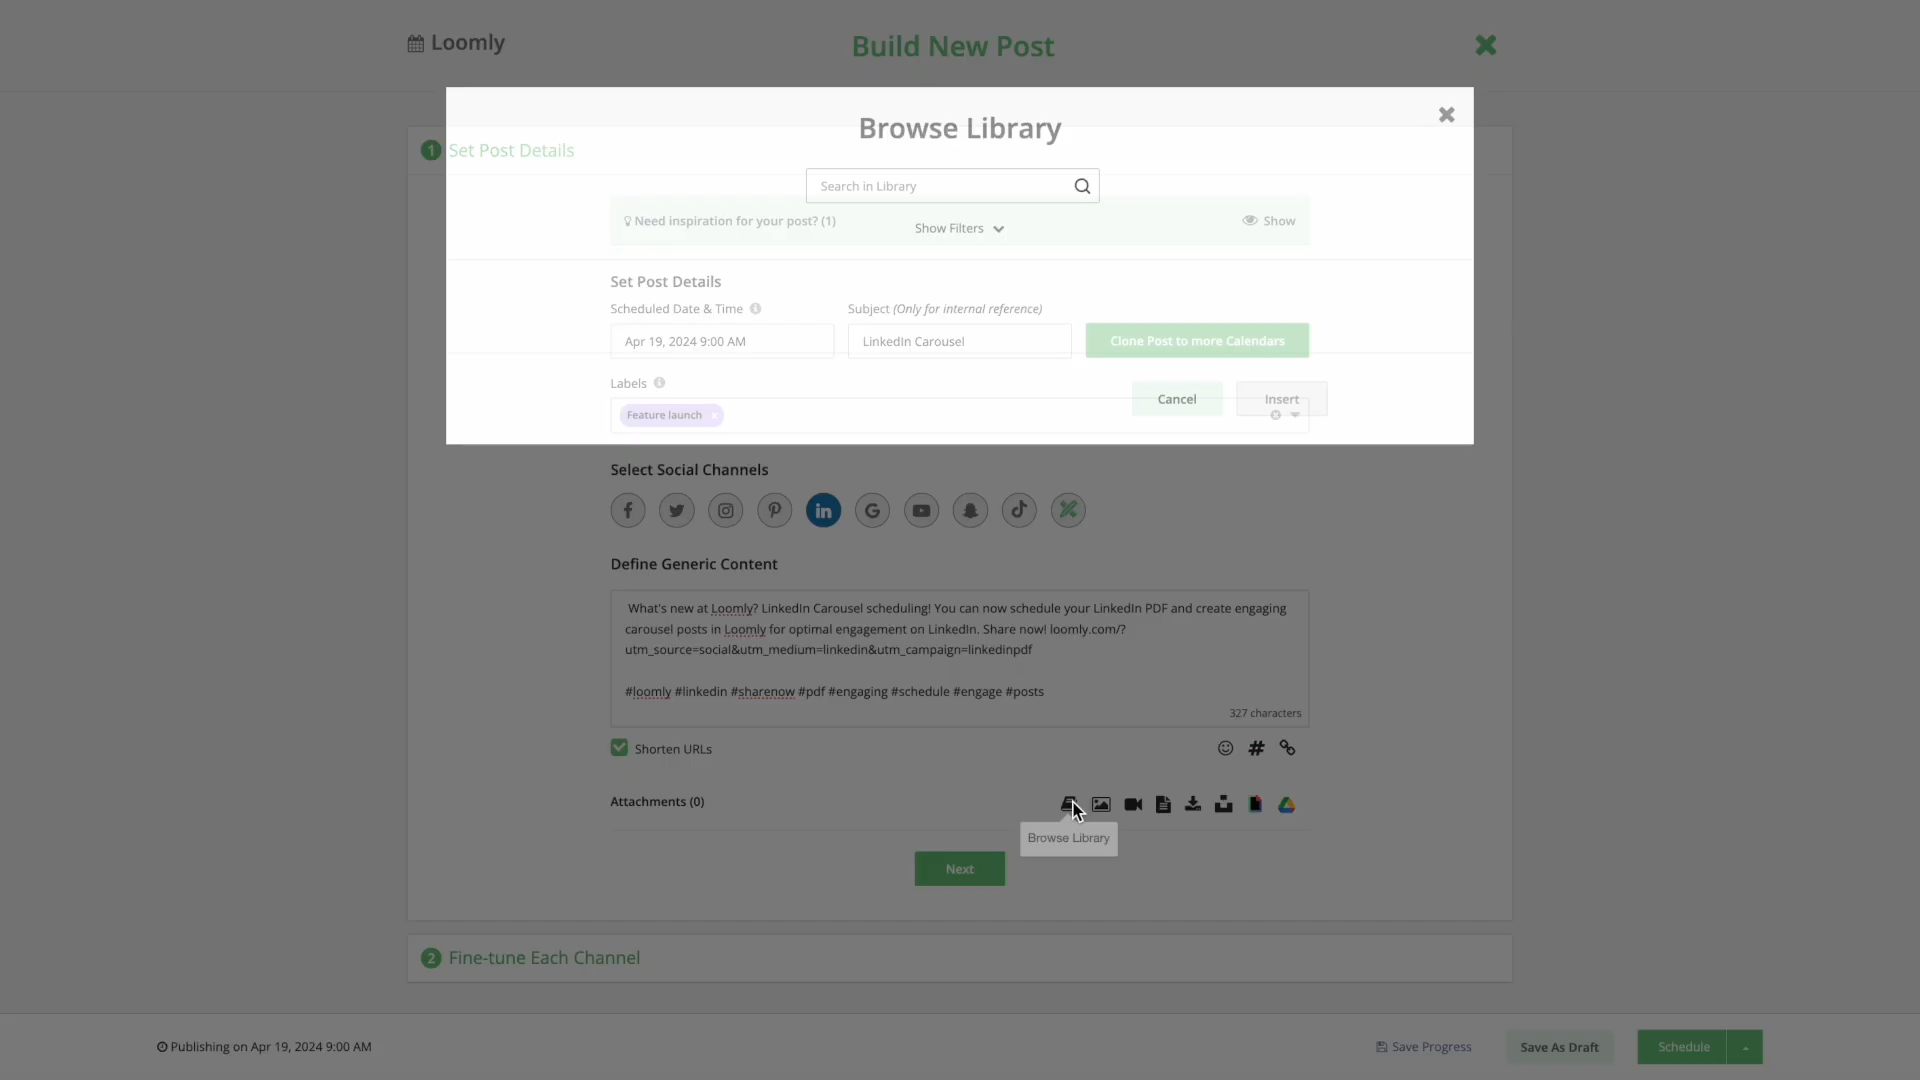 Loomly
Build New Post
Browse Library
1 Set Post Details
Search in Library
Need inspiration for your post? (1)
Show
Show Filters
Set Post Details
Scheduled Date & Time
Subject (Only for internal reference)
Apr 19, 2024 9:00 AM
LinkedIn Carousel
Clone Post to more Calendars
Labels
Cancel
Insert
Feature launch
Select Social Channels
Define Generic Content
What's new at Loomly? LinkedIn Carousel scheduling! You can now schedule your LinkedIn PDF and create engaging
carousel posts in Loomly for optimal engagement on LinkedIn. Share now! loomly.com/?
utm_source=social&utm_medium=linkedin&utm_campaign=linkedinpdf
#loomly #linkedin #sharenow #pdf #engaging #schedule #engage #posts
327 characters
Shorten URLs
Attachments (0)
Browse Library
Next
2 Fine-tune Each Channel
Publishing on Apr 19, 2024 9:00 AM
Save Progress
Save As Draft
Schedule